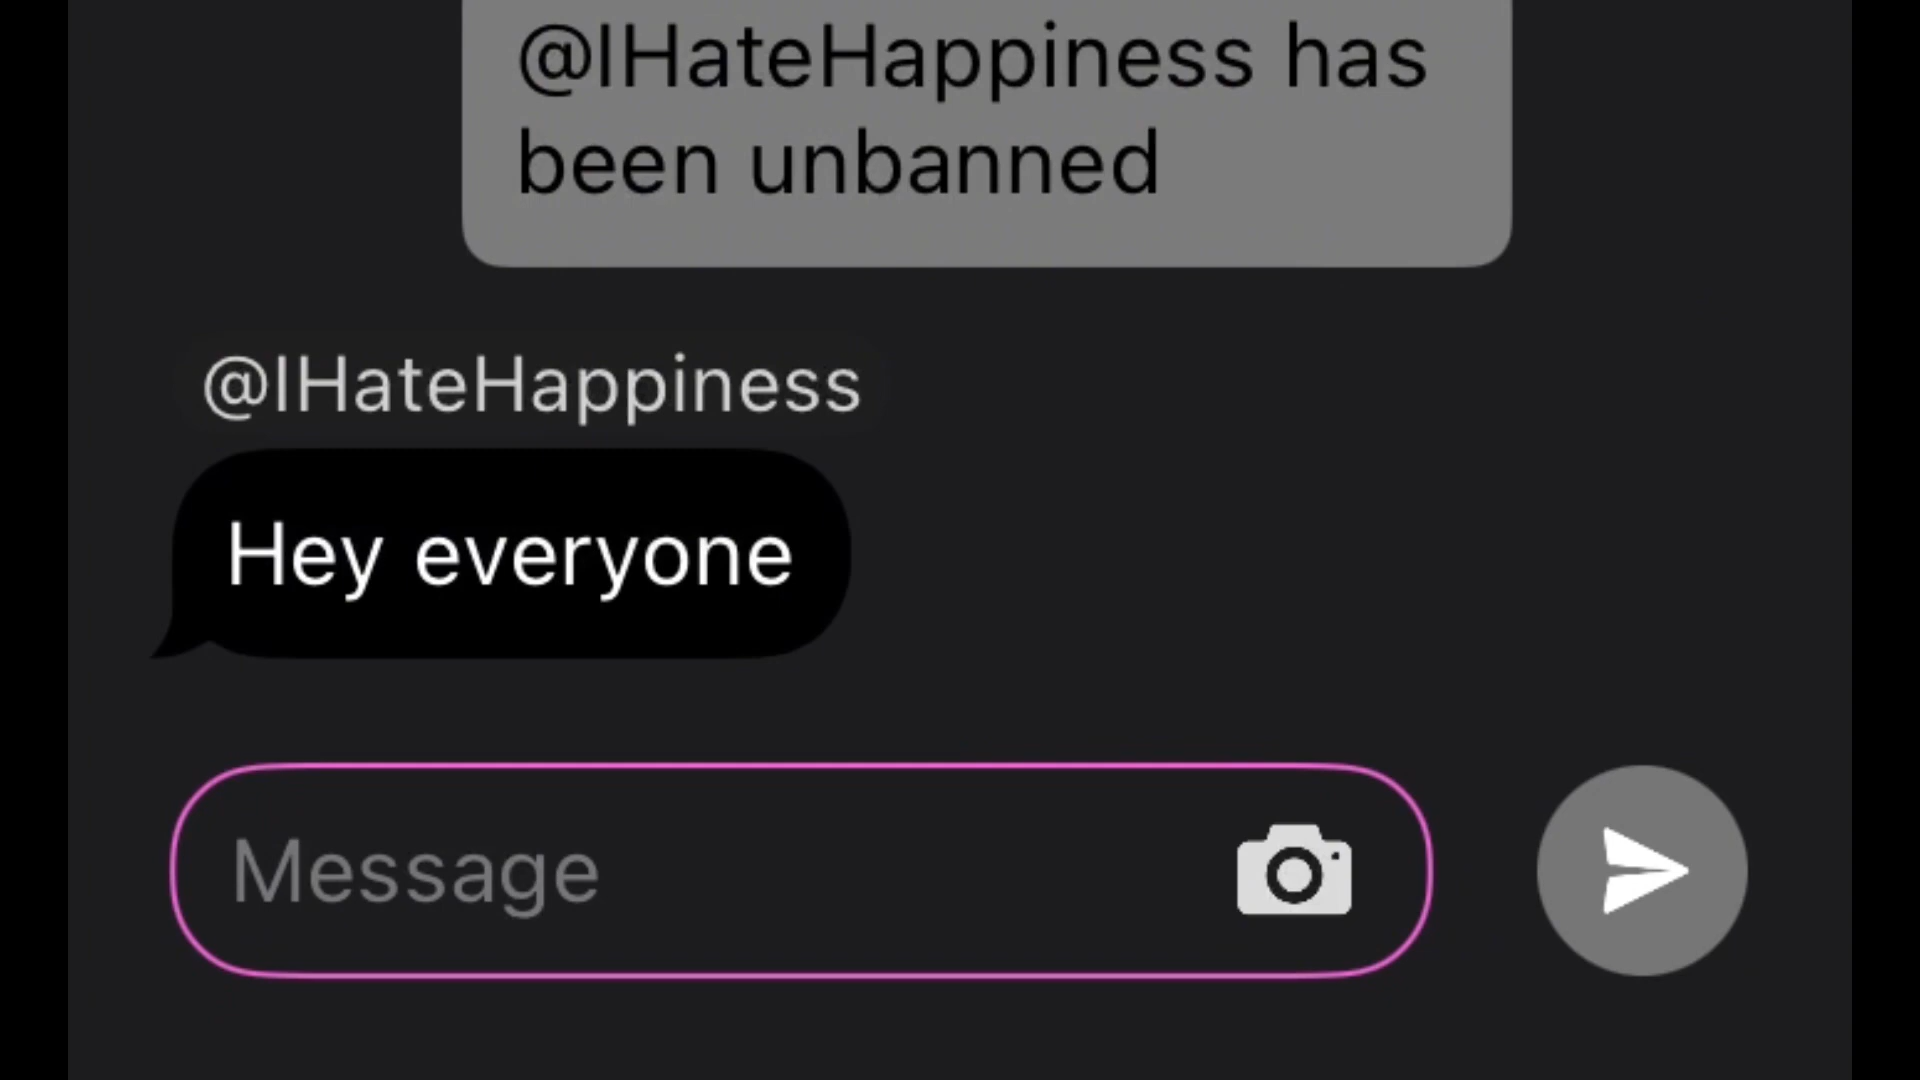 @IHateHappiness has
been unbanned
@IHateHappiness
Hey everyone
Message